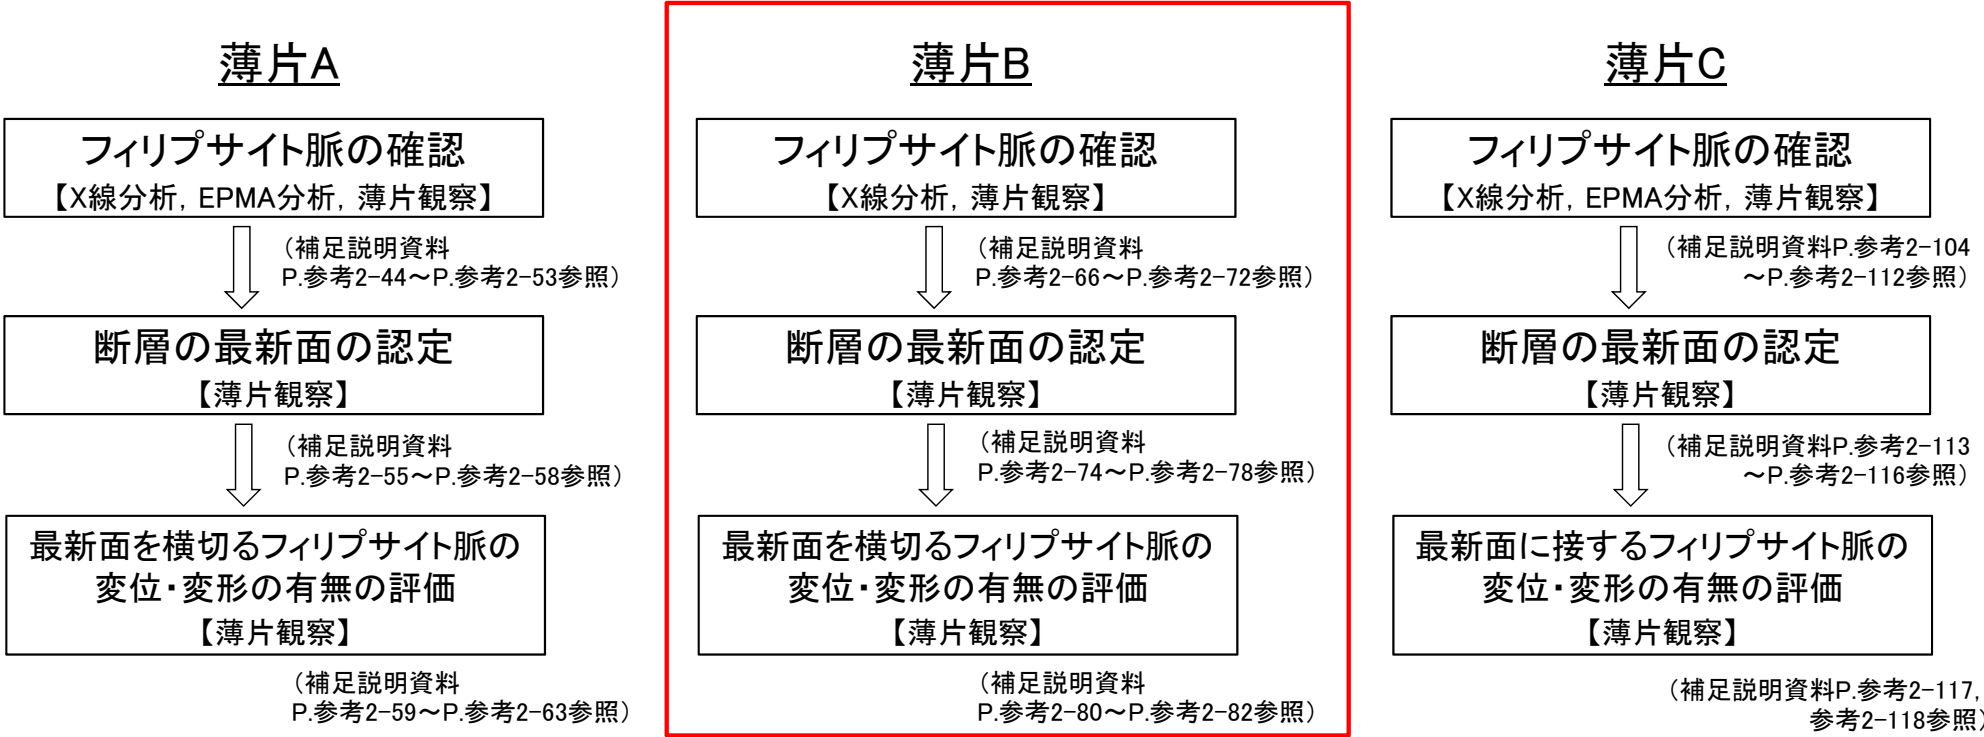 薄片A
フィリプサイト脈の確認
【X線分析, EPMA分析, 薄片観察】
（補足説明資料
P.参考2-44～P.参考2-53参照）
断層の最新面の認定
【薄片観察】
（補足説明資料
P.参考2-55～P.参考2-58参照）
最新面を横切るフィリプサイト脈の
変位・変形の有無の評価
【薄片観察】
（補足説明資料
P.参考2-59～P.参考2-63参照）
薄片B
フィリプサイト脈の確認
【X線分析, 薄片観察】
（補足説明資料
P.参考2-66～P.参考2-72参照）
断層の最新面の認定
【薄片観察】
（補足説明資料
P.参考2-74～P.参考2-78参照）
最新面を横切るフィリプサイト脈の
変位・変形の有無の評価
【薄片観察】
（補足説明資料
P.参考2-80～P.参考2-82参照）
薄片C
フィリプサイト脈の確認
【X線分析, EPMA分析, 薄片観察】
（補足説明資料P.参考2-104
～P.参考2-112参照）
断層の最新面の認定
【薄片観察】
（補足説明資料P.参考2-113
～P.参考2-116参照）
最新面に接するフィリプサイト脈の
変位・変形の有無の評価
【薄片観察】
（補足説明資料P.参考2-117,
参考2-118参照）